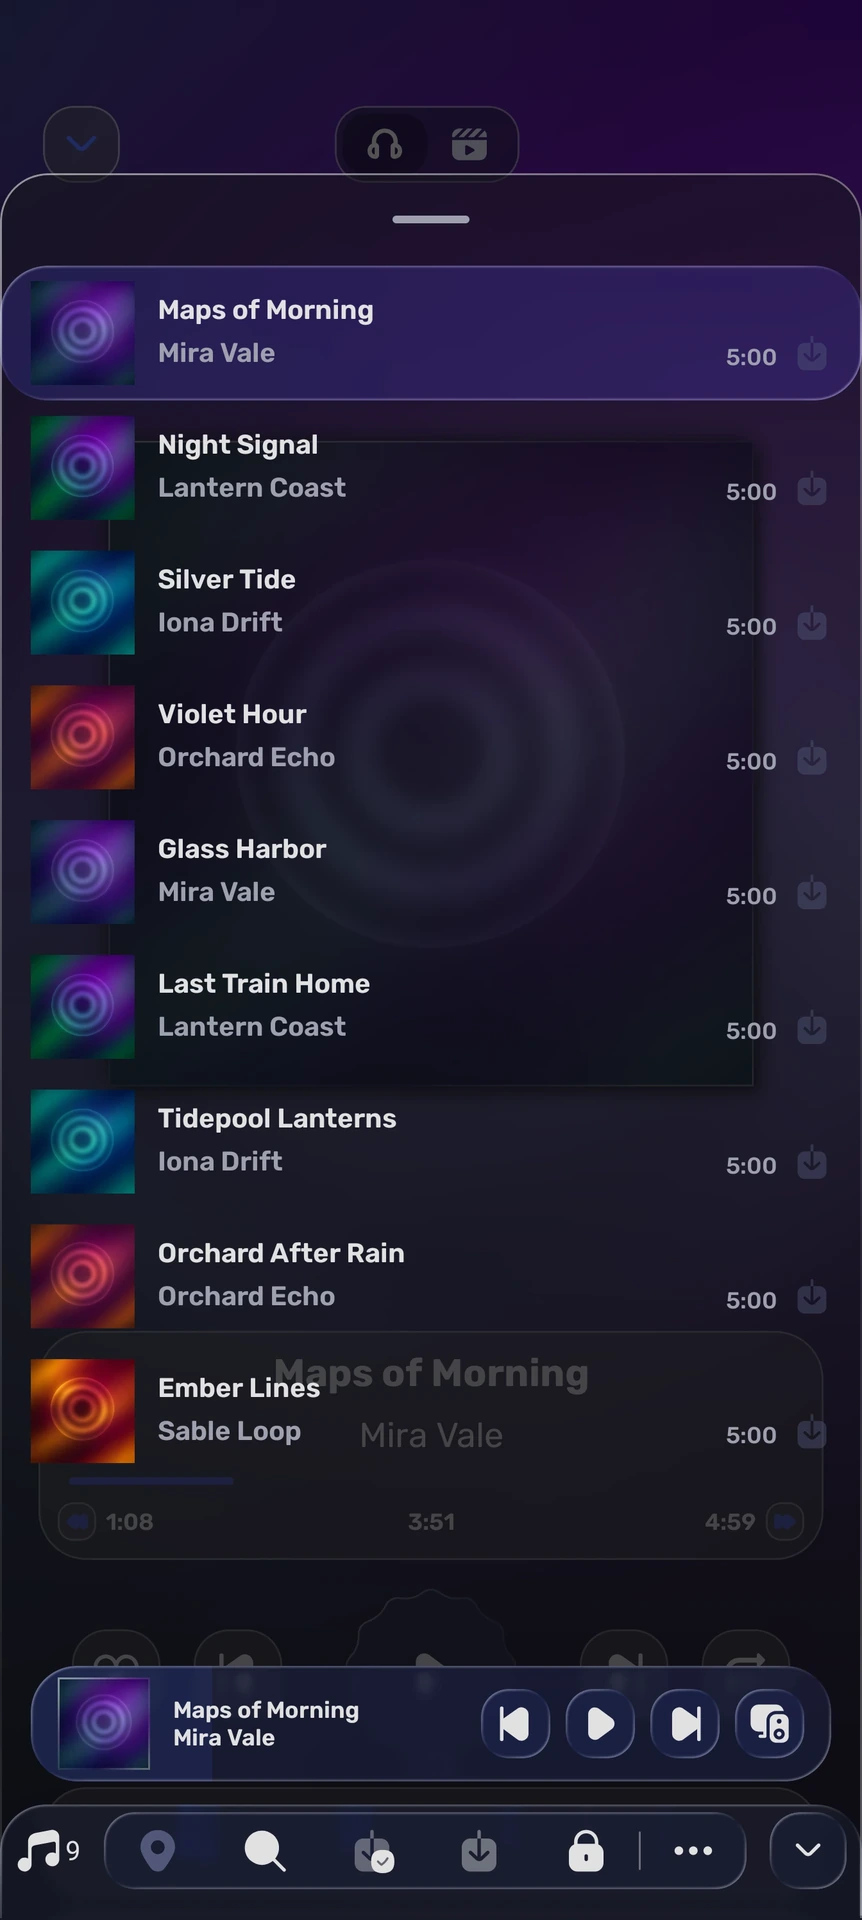 Maps of Morning
Mira Vale
5:00
Night Signal
Lantern Coast
5:00
Silver Tide
Iona Drift
5:00
Violet Hour
Orchard Echo
5:00
Glass Harbor
Mira Vale
5:00
Last Train Home
Lantern Coast
5:00
Tidepool Lanterns
Iona Drift
5:00
Orchard After Rain
Orchard Echo
5:00
Maps of Morning
Ember Lines
Sable Loop
Mira Vale
5:00
1:08 3:51 4:59
Maps of Morning
Mira Vale
9